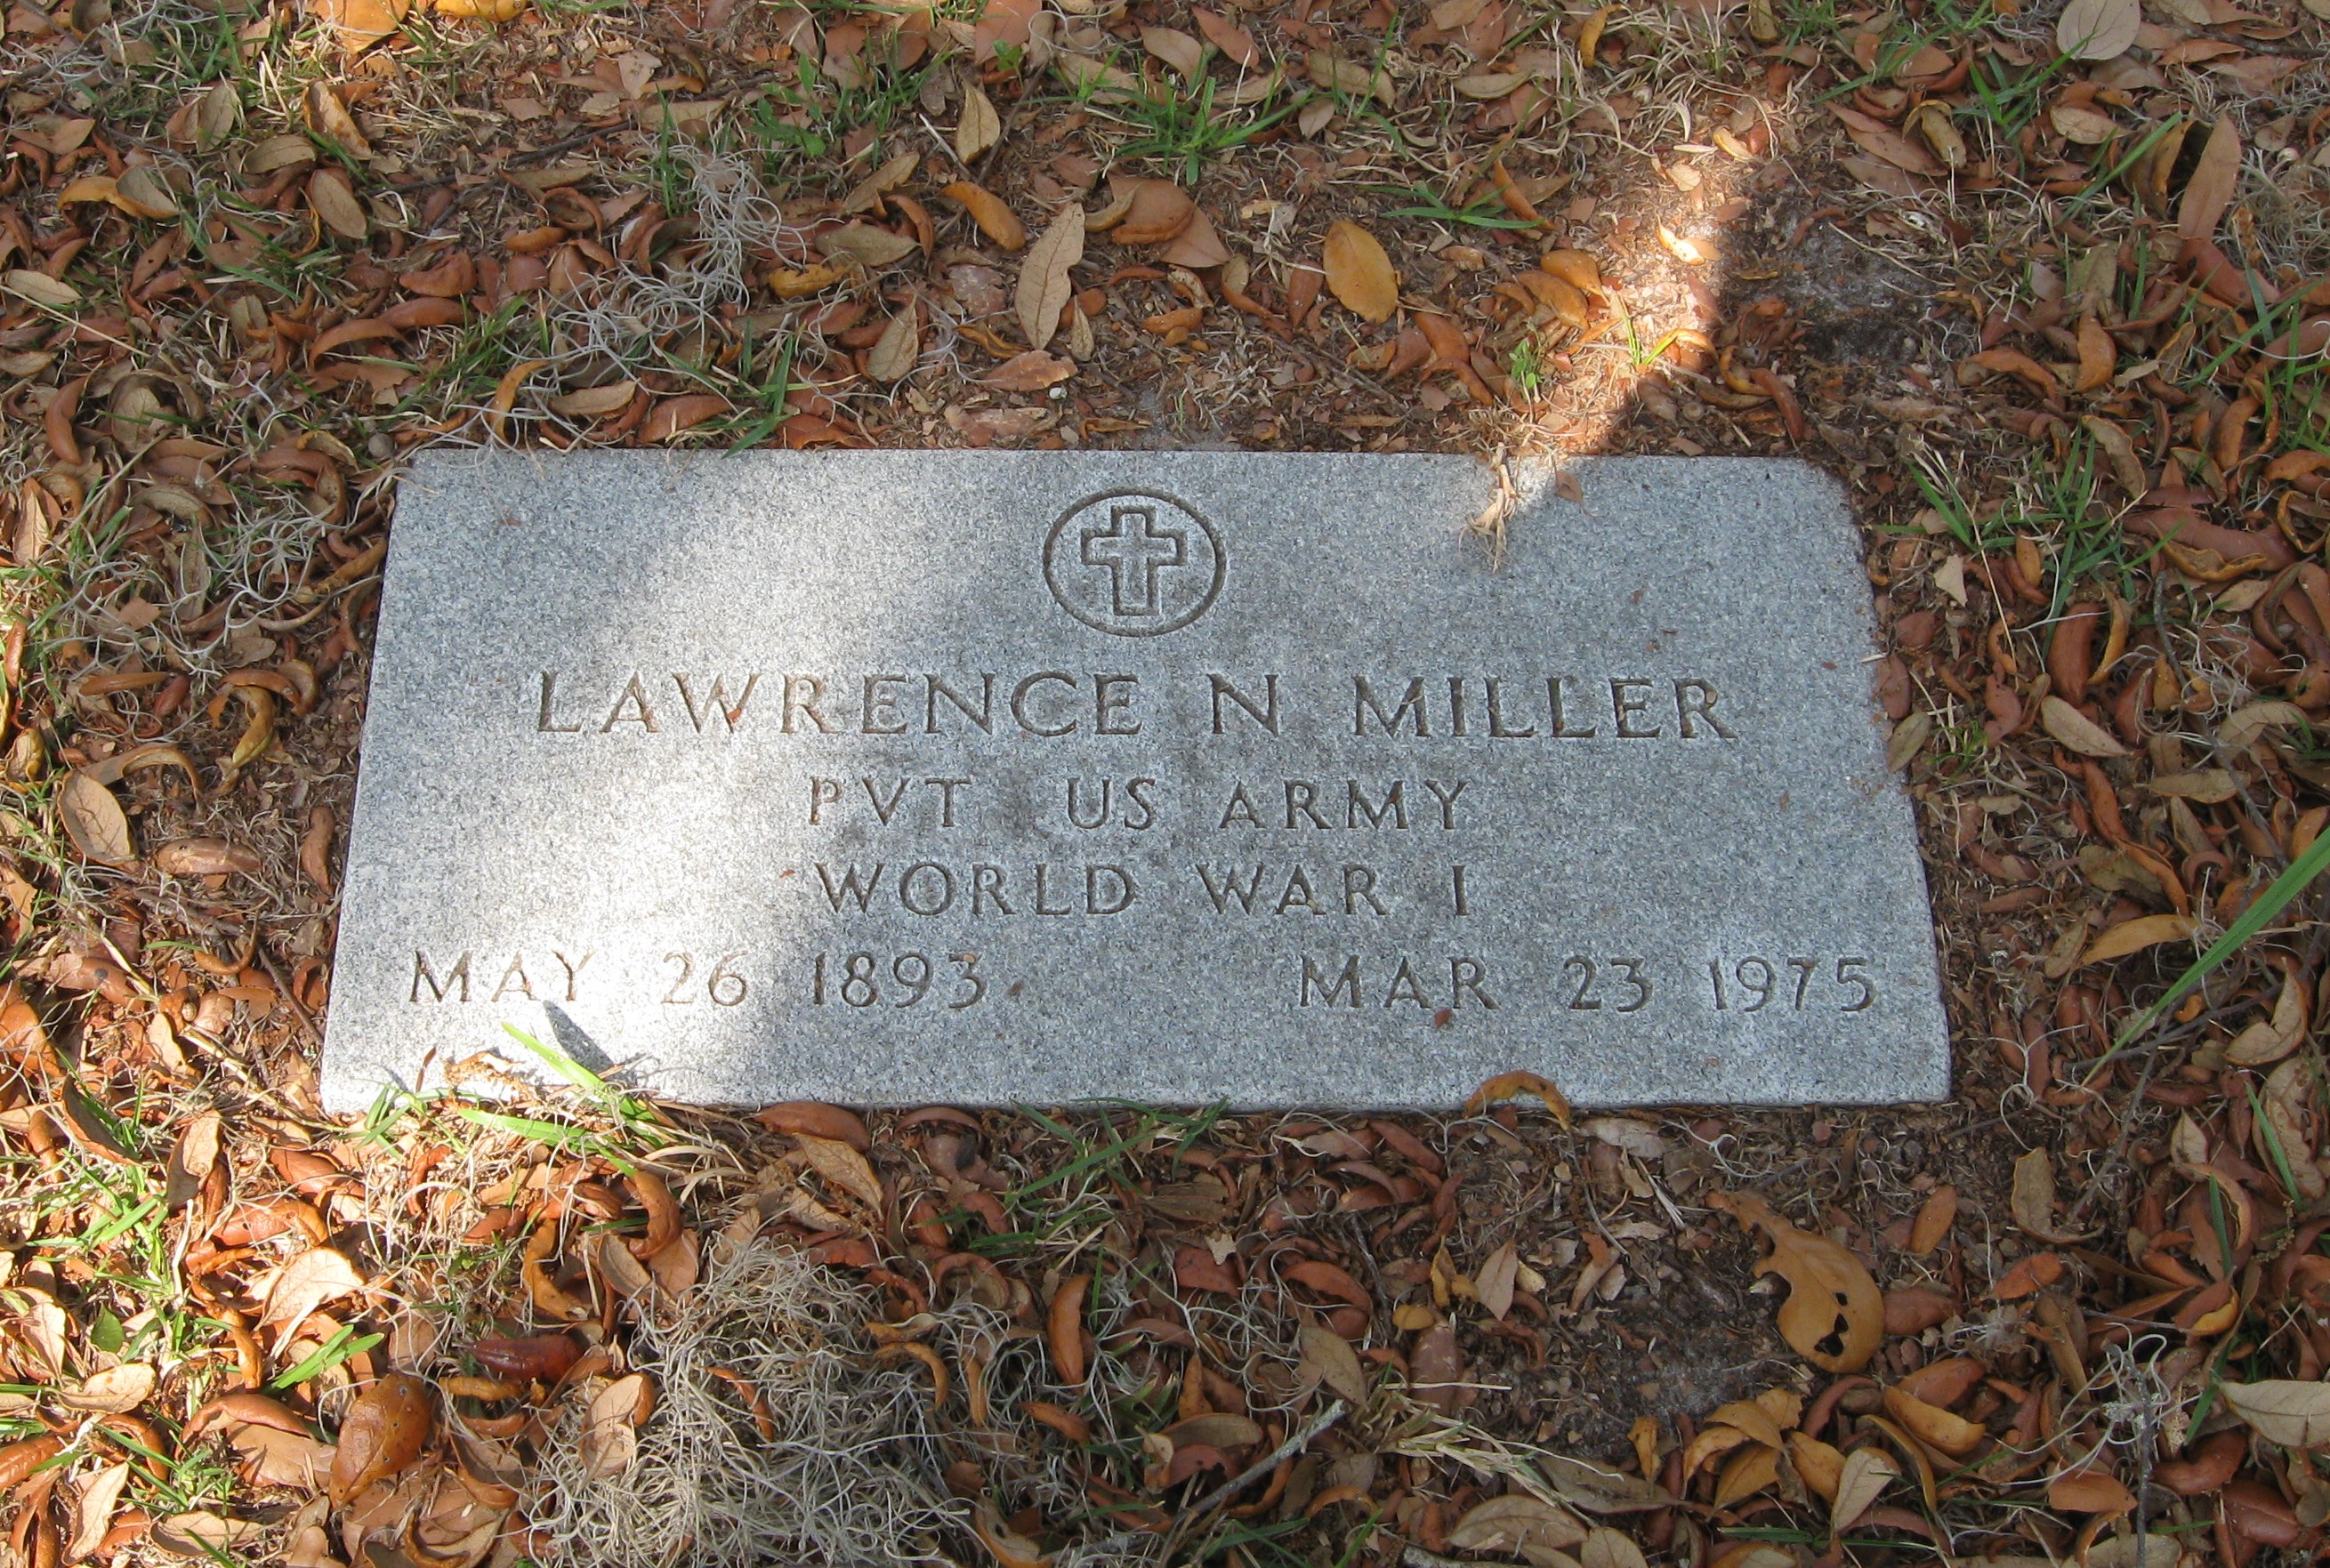 LAWRENCE N MILLER
PVT US ARMY
WORLD WAR I
MAY 26 1893 MAR 23 1975